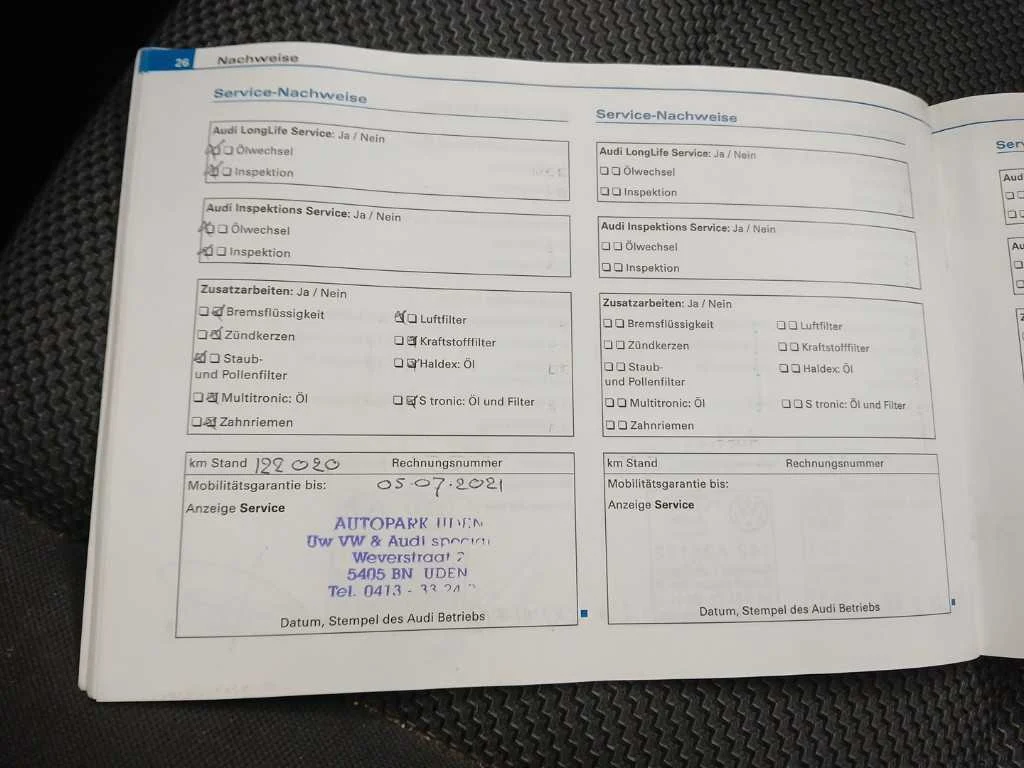 26 Nachweise
Service-Nachweise
Audi LongLife Service: Ja / Nein
Ölwechsel
Inspektion
Audi Inspektions Service: Ja / Nein
Ölwechsel
Inspektion
Zusatzarbeiten: Ja / Nein
Bremsflüssigkeit
Luftfilter
Zündkerzen
Kraftstofffilter
Staub-
und Pollenfilter
Haldex: Öl
Multitronic: Öl
S tronic: Öl und Filter
Zahnriemen
km Stand 122 020 Rechnungsnummer
Mobilitätsgarantie bis: 05-07-2021
Anzeige Service
AUTOPARK UDEN
Uw VW & Audi
Weverstraat
5405 BN UDEN
Tel. 0413 - 33 24
Datum, Stempel des Audi Betriebs
Service-Nachweise
Audi LongLife Service: Ja / Nein
Ölwechsel
Inspektion
Audi Inspektions Service: Ja / Nein
Ölwechsel
Inspektion
Zusatzarbeiten: Ja / Nein
Bremsflüssigkeit
Luftfilter
Zündkerzen
Kraftstofffilter
Staub-
und Pollenfilter
Haldex: Öl
Multitronic: Öl
S tronic: Öl und Filter
Zahnriemen
km Stand Rechnungsnummer
Mobilitätsgarantie bis:
Anzeige Service
Datum, Stempel des Audi Betriebs